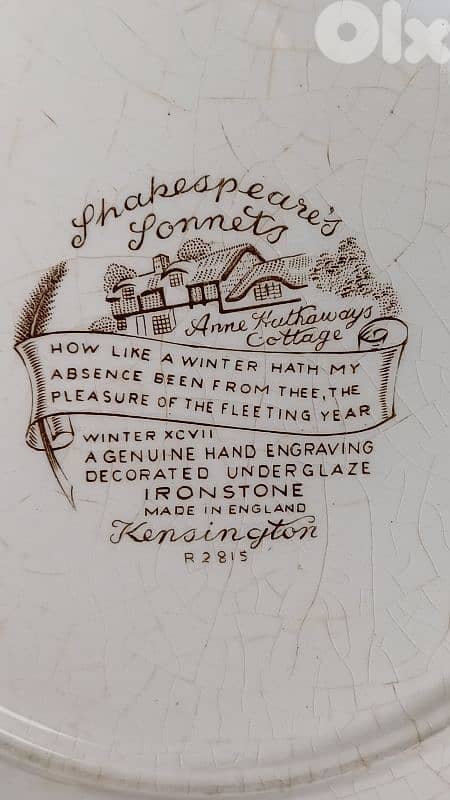 Olx
Shakespeare's
Sonnets
Anne Hathaways
Cottage
HOW LIKE A WINTER HATH MY
ABSENCE BEEN FROM THEE, THE
PLEASURE OF THE FLEETING YEAR
WINTER XCVII
A GENUINE HAND ENGRAVING
DECORATED UNDERGLAZE
IRONSTONE
MADE IN ENGLAND
Kensington
R2815